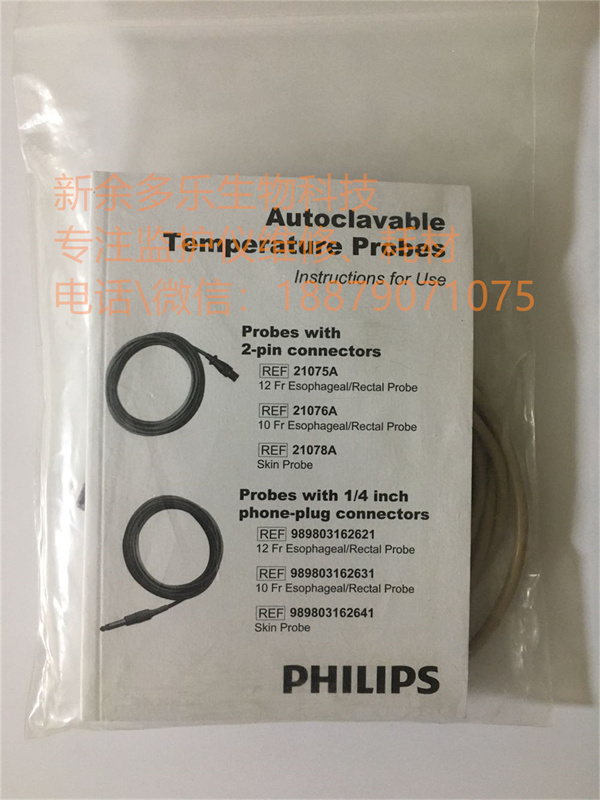 新余多乐生物科技
Autoclavable
专注监护仪维修、耗材
Temperature Probes
Instructions for Use
电话\微信：18879071075
Probes with
2-pin connectors
REF 21075A
12 Fr Esophageal/Rectal Probe
REF 21076A
10 Fr Esophageal/Rectal Probe
REF 21078A
Skin Probe
Probes with 1/4 inch
phone-plug connectors
REF 989803162621
12 Fr Esophageal/Rectal Probe
REF 989803162631
10 Fr Esophageal/Rectal Probe
REF 989803162641
Skin Probe
PHILIPS